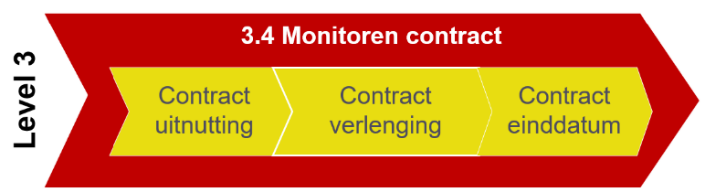 Level 3
3.4 Monitoren contract
Contract
uitnutting
Contract
verlenging
Contract
einddatum